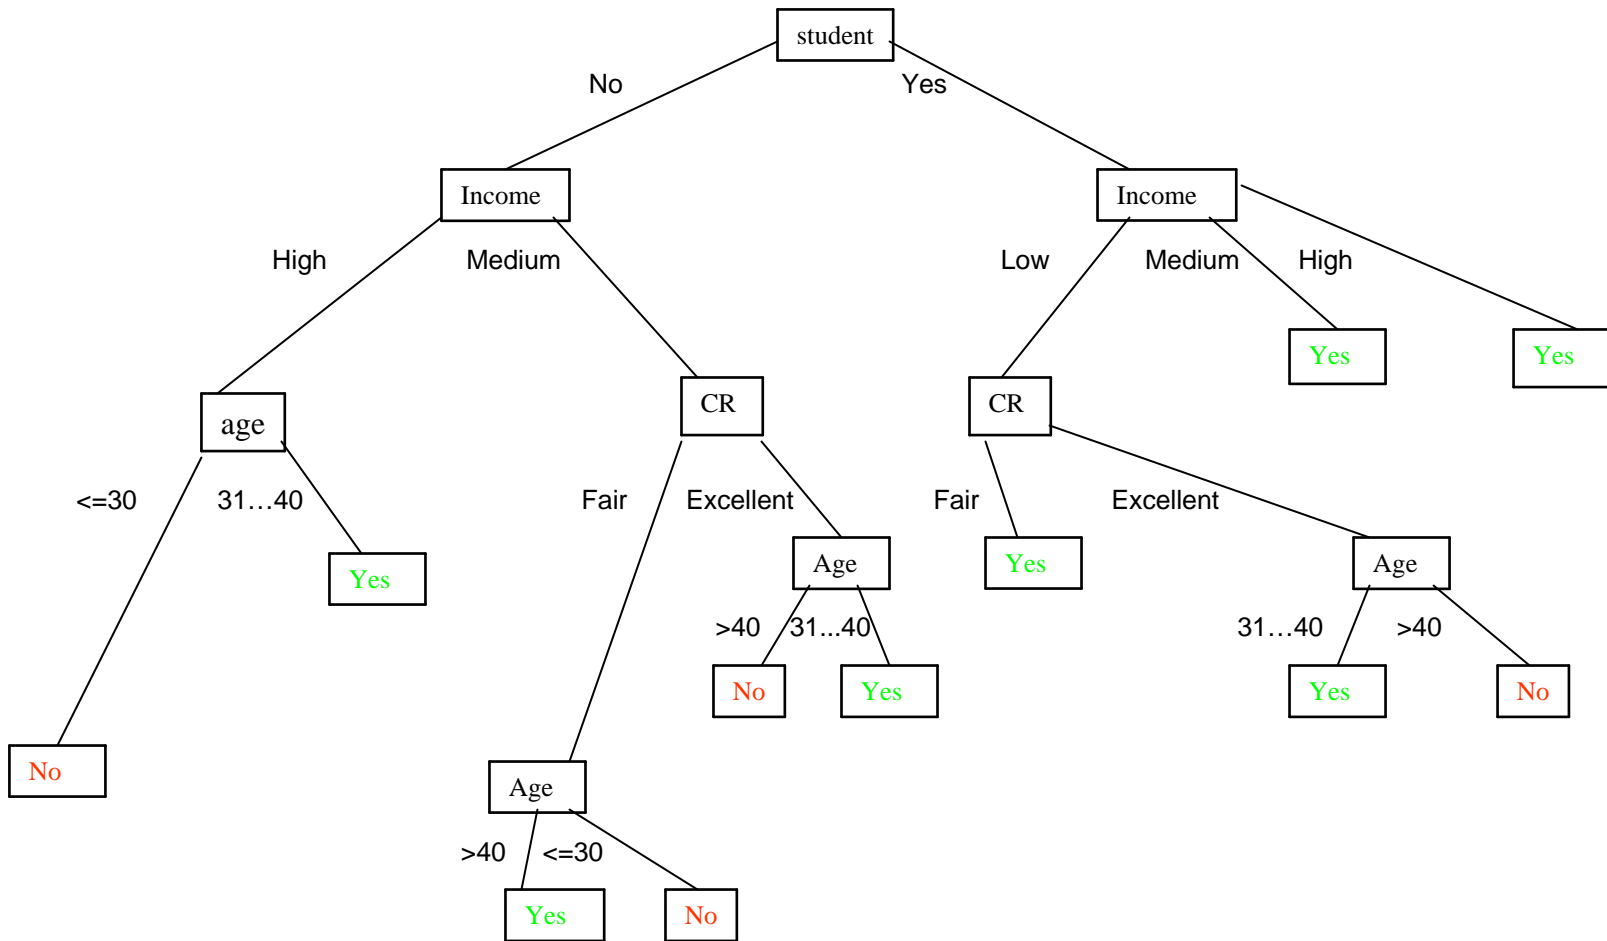 student
No
Yes
Income
Income
High
Medium
Low
Medium
High
Yes
Yes
CR
CR
age
<=30
31…40
Fair
Excellent
Fair
Excellent
Yes
Age
Yes
Age
>40
31...40
31…40
>40
No
Yes
Yes
No
No
Age
>40
<=30
Yes
No